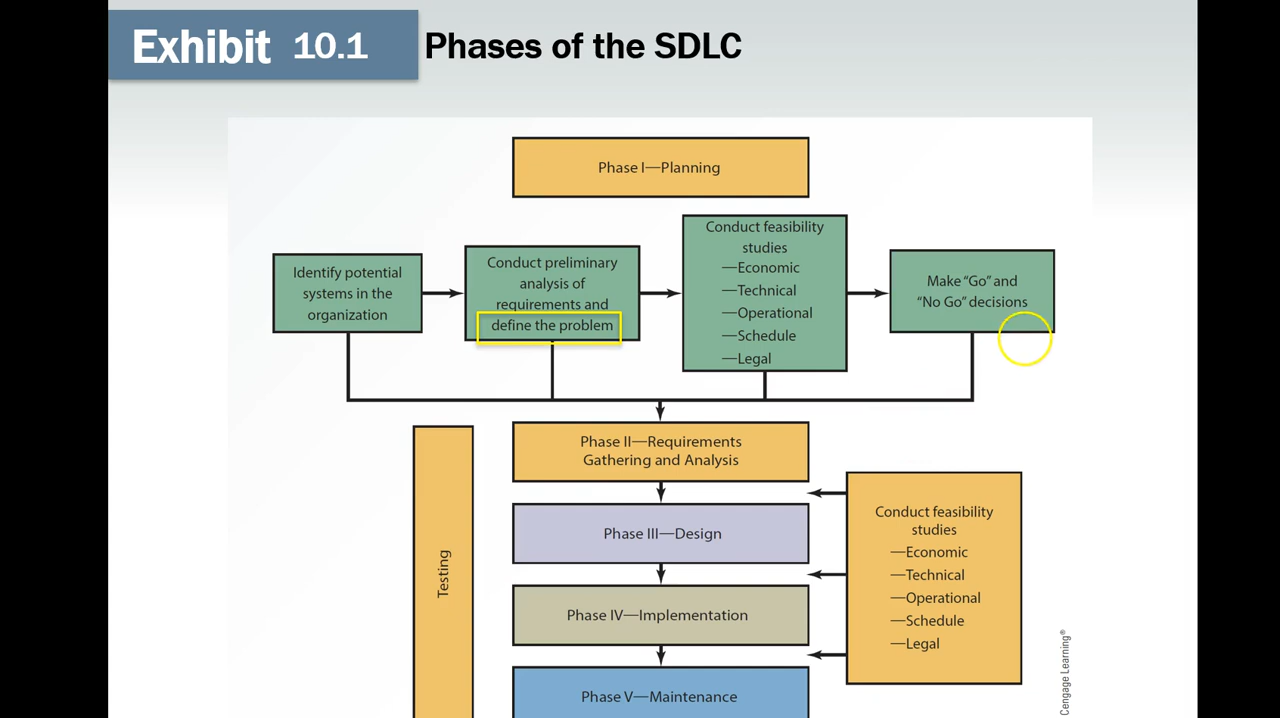 Exhibit 10.1 Phases of the SDLC
Phase I—Planning
Identify potential
systems in the
organization
Conduct preliminary
analysis of
requirements and
define the problem
Conduct feasibility
studies
—Economic
—Technical
—Operational
—Schedule
—Legal
Make "Go" and
"No Go" decisions
Testing
Phase II—Requirements
Gathering and Analysis
Phase III—Design
Phase IV—Implementation
Phase V—Maintenance
Conduct feasibility
studies
—Economic
—Technical
—Operational
—Schedule
—Legal
Cengage Learning®